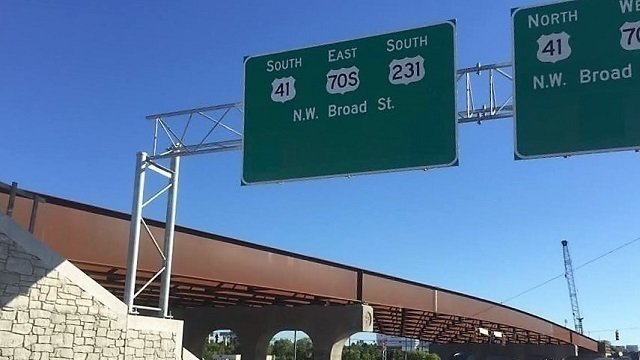 SOUTH EAST SOUTH
41 70S 231
N.W. Broad St.
NORTH
41
N.W. Broad